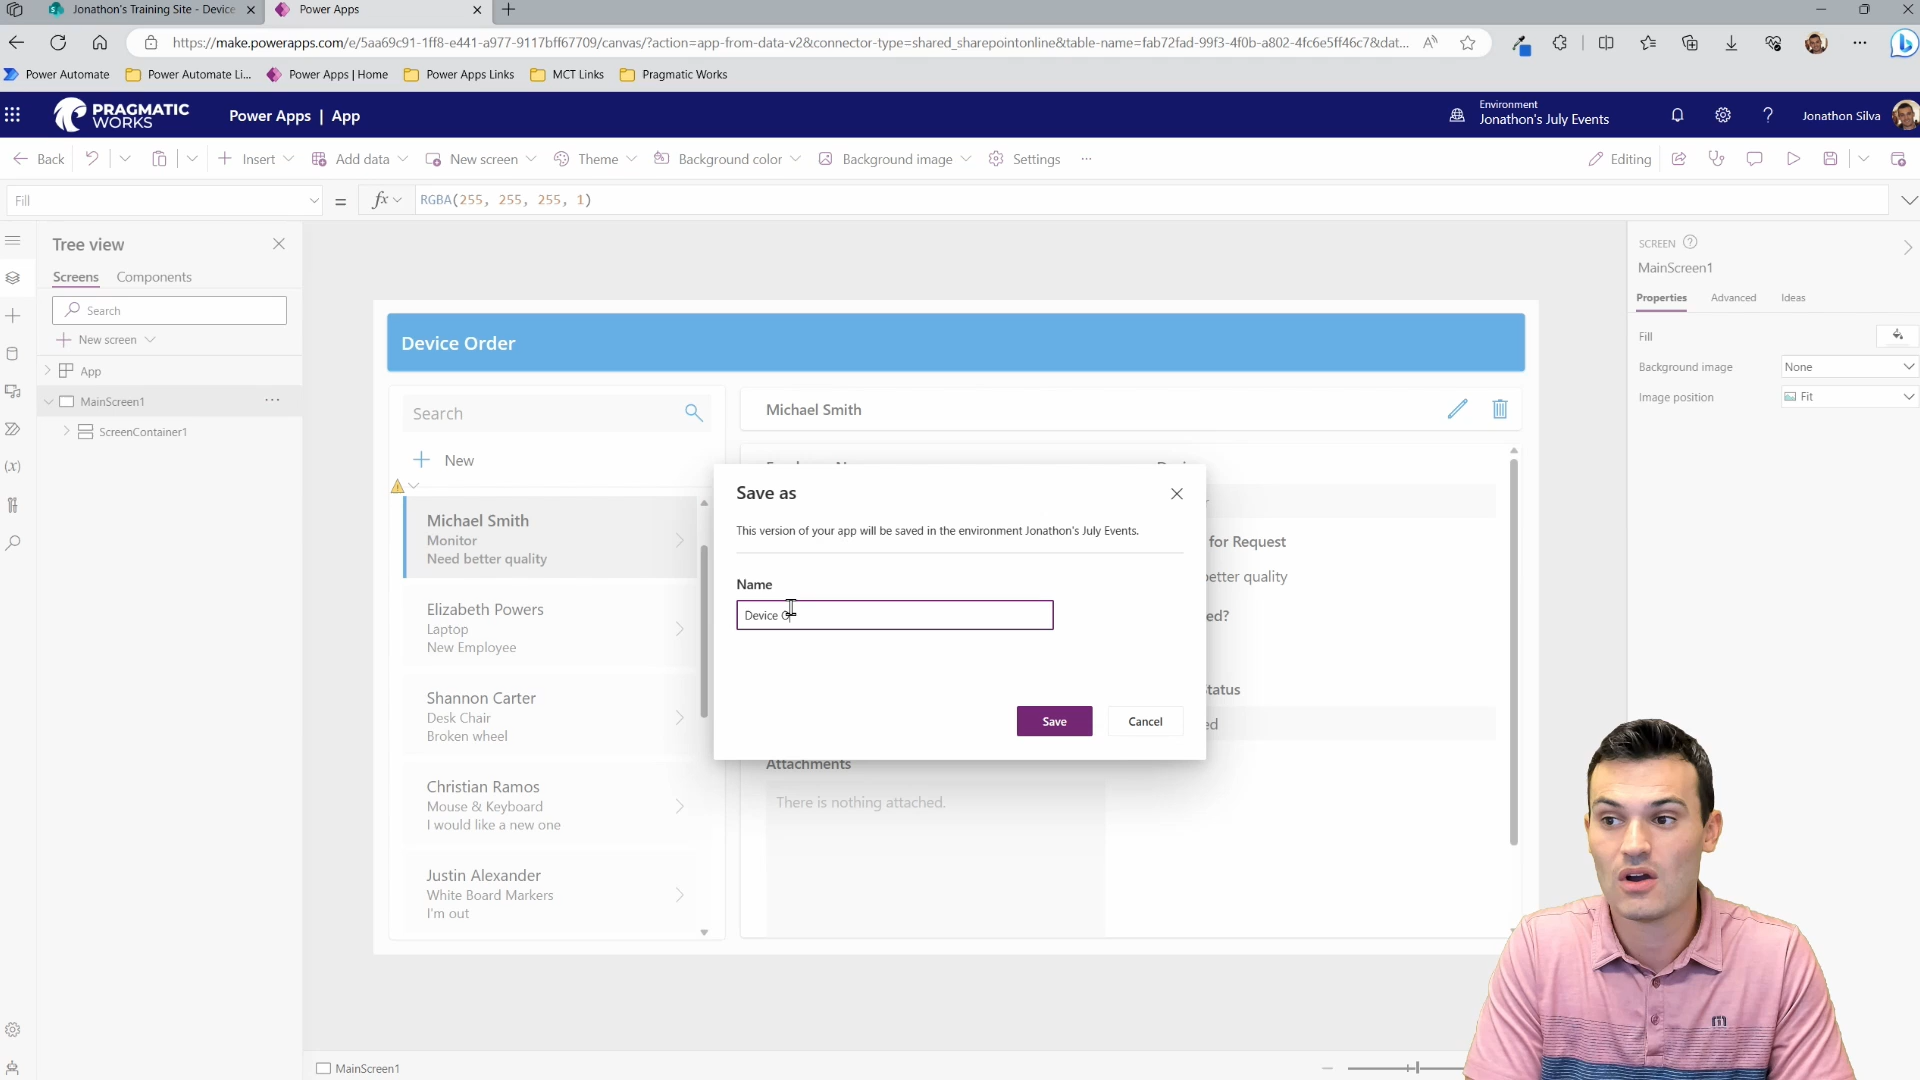 Jonathon's Training Site - Device
Power Apps
https://make.powerapps.com/e/5aa69c91-1ff8-e441-a977-9117bff67709/canvas/?action=app-from-data-v2&connector-type=shared_sharepointonline&table-name=fab72fad-99f3-4f0b-a802-4fc6e5ff46c7&dat...
Power Automate
Power Automate Li...
Power Apps | Home
Power Apps Links
MCT Links
Pragmatic Works
PRAGMATIC
WORKS
Power Apps | App
Environment
Jonathon's July Events
Jonathon Silva
Back
Insert
Add data
New screen
Theme
Background color
Background image
Settings
Editing
Fill
=
fx
RGBA(255, 255, 255, 1)
Tree view
Screens
Components
Search
New screen
App
MainScreen1
ScreenContainer1
Device Order
Search
New
Michael Smith
Monitor
Need better quality
Elizabeth Powers
Laptop
New Employee
Shannon Carter
Desk Chair
Broken wheel
Christian Ramos
Mouse & Keyboard
I would like a new one
Justin Alexander
White Board Markers
I'm out
Michael Smith
for Request
better quality
ed?
Status
ed
Attachments
There is nothing attached.
Save as
This version of your app will be saved in the environment Jonathon's July Events.
Name
Device O
Save
Cancel
SCREEN
MainScreen1
Properties
Advanced
Ideas
Fill
Background image
None
Image position
Fit
MainScreen1